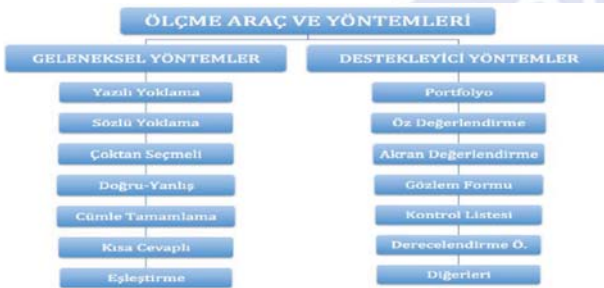 ÖLÇME ARAÇ VE YÖNTEMLERİ
GELENEKSEL YÖNTEMLER
Yazılı Yoklama
Sözlü Yoklama
Çoktan Seçmeli
Doğru-Yanlış
Cümle Tamamlama
Kısa Cevaplı
Eşleştirme
DESTEKLEYİCİ YÖNTEMLER
Portfolyo
Öz Değerlendirme
Akran Değerlendirme
Gözlem Formu
Kontrol Listesi
Derecelendirme Ö.
Diğerleri